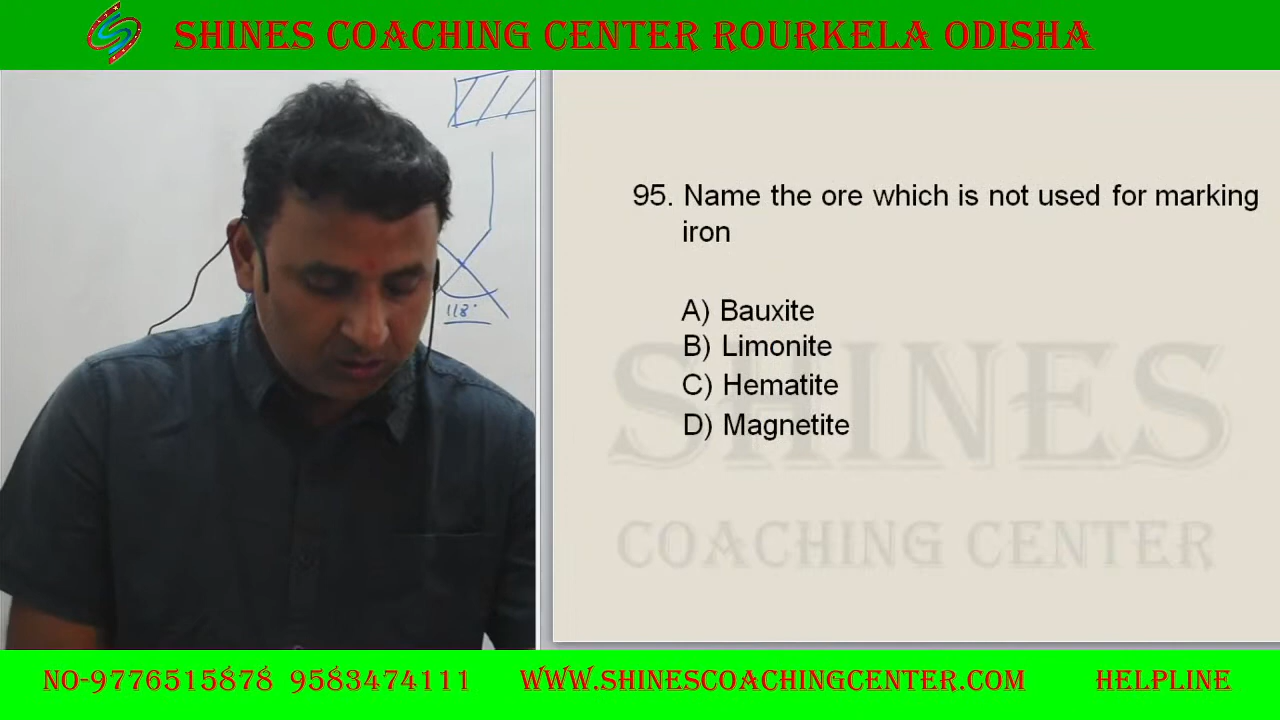 SHINES COACHING CENTER ROURKELA ODISHA
118°
95. Name the ore which is not used for marking
iron
A) Bauxite
B) Limonite
C) Hematite
D) Magnetite
SHINES
COACHING CENTER
NO-9776515878 9583474111 WWW.SHINESCOACHINGCENTER.COM HELPLINE